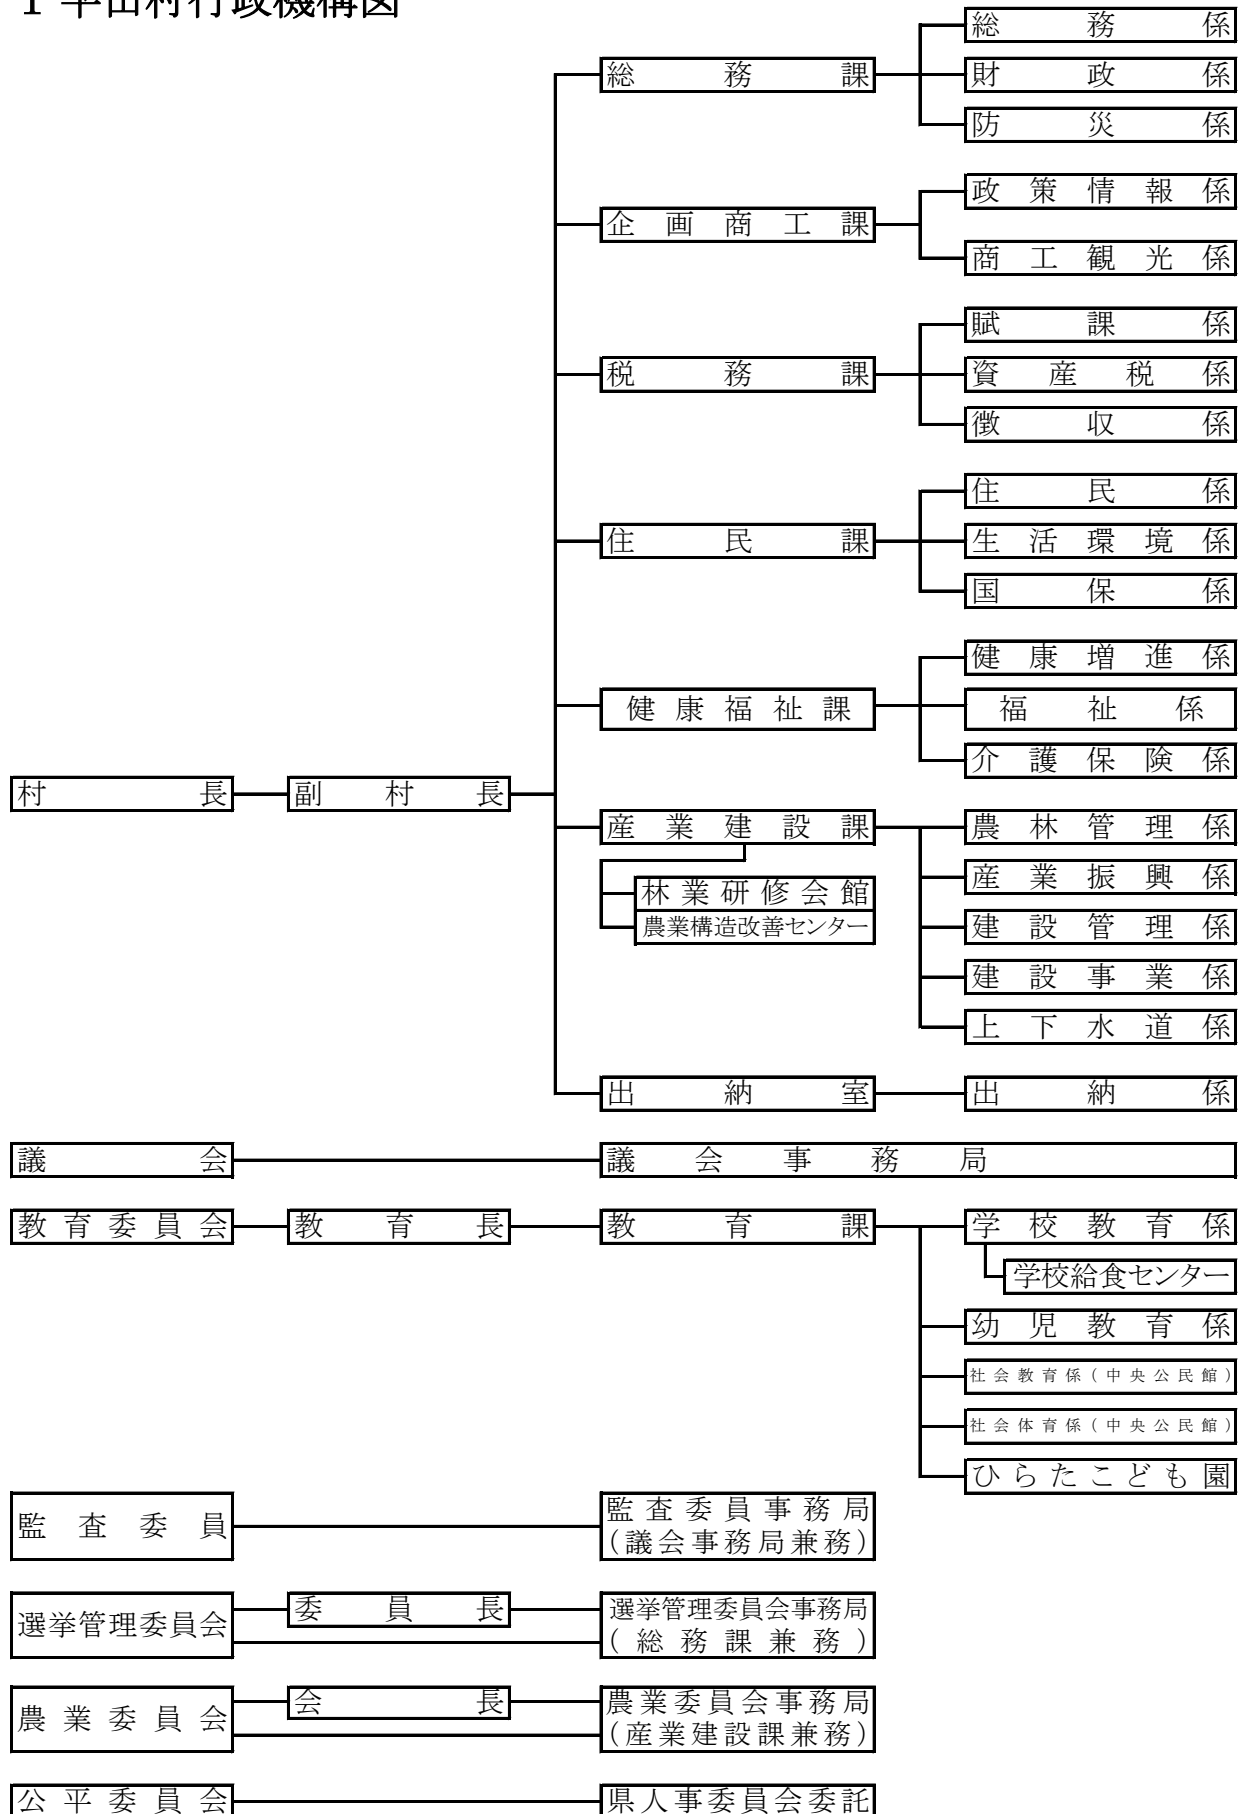 1 平田村行政機構図
総務係
総務課
財政係
防災係
政策情報係
企画商工課
商工観光係
賦課係
税務課
資産税係
徴収係
住民係
住民課
生活環境係
国保係
健康増進係
健康福祉課
福祉係
介護保険係
村長
副村長
産業建設課
農林管理係
林業研修会館
産業振興係
農業構造改善センター
建設管理係
建設事業係
上下水道係
出納室
出納係
議会
議会事務局
教育委員会
教育長
教育課
学校教育係
学校給食センター
幼児教育係
社会教育係(中央公民館)
社会体育係(中央公民館)
ひらたこども園
監査委員
監査委員事務局
(議会事務局兼務)
選挙管理委員会
委員長
選挙管理委員会事務局
(総務課兼務)
農業委員会
会長
農業委員会事務局
(産業建設課兼務)
公平委員会
県人事委員会委託